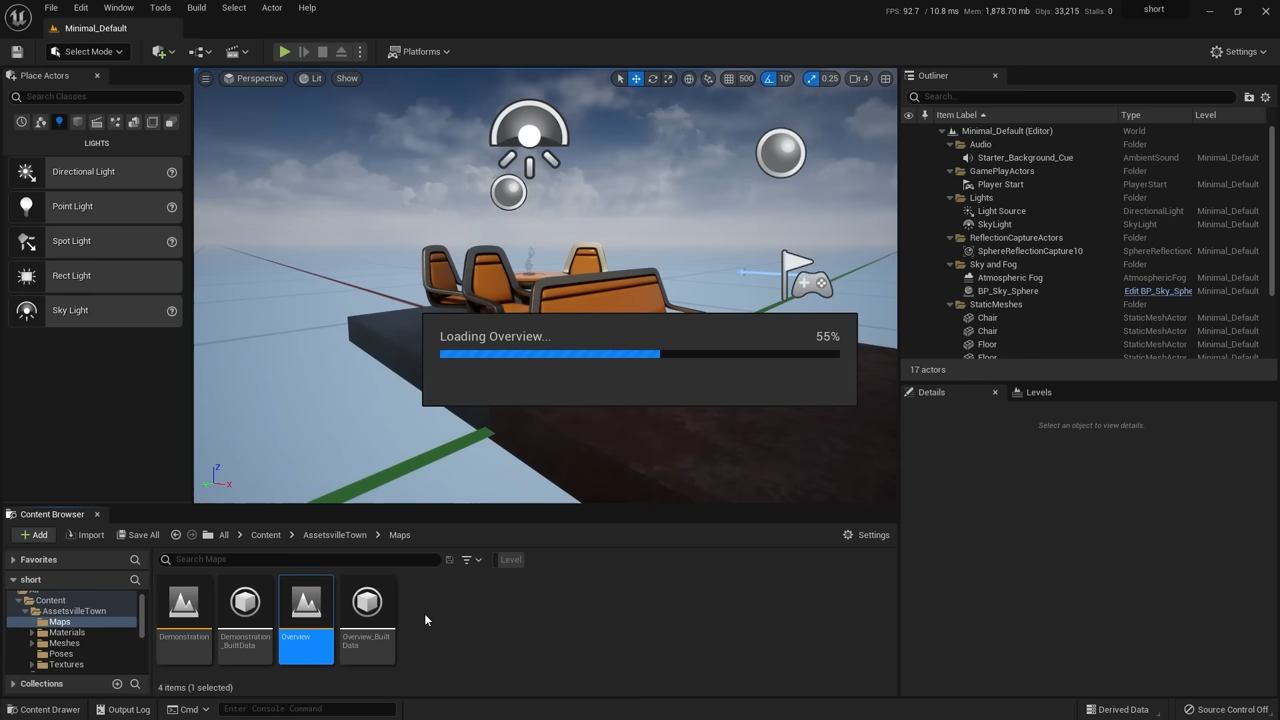 File Edit Window Tools Build Select Actor Help
FPS: 92.7 / 10.8 ms Mem: 1,878.70 mb Objs: 33,215 Stalls: 0
short
Minimal_Default
Select Mode
Platforms
Settings
Place Actors
Search Classes
LIGHTS
Directional Light
Point Light
Spot Light
Rect Light
Sky Light
Perspective Lit Show
500 10° 0.25 4
Loading Overview... 55%
Z
X
Outliner
Search...
Item Label Type Level
Minimal_Default (Editor) World
Audio Folder
Starter_Background_Cue AmbientSound Minimal_Default
GamePlayActors Folder
Player Start PlayerStart Minimal_Default
Lights Folder
Light Source DirectionalLight Minimal_Default
SkyLight SkyLight Minimal_Default
ReflectionCaptureActors Folder
SphereReflectionCapture10 SphereReflectionC Minimal_Default
Sky and Fog Folder
Atmospheric Fog AtmosphericFog Minimal_Default
BP_Sky_Sphere Edit BP_Sky_Sphe Minimal_Default
StaticMeshes Folder
Chair StaticMeshActor Minimal_Default
Chair StaticMeshActor Minimal_Default
Floor StaticMeshActor Minimal_Default
Floor StaticMeshActor Minimal_Default
17 actors
Details
Levels
Select an object to view details.
Content Browser
Add Import Save All All Content AssetsvilleTown Maps
Settings
Favorites
Search Maps
Level
short
Content
AssetsvilleTown
Maps
Materials
Meshes
Poses
Textures
Collections
Demonstration
Demonstration
_BuiltData
Overview
Overview_Built
Data
4 items (1 selected)
Content Drawer Output Log Cmd Enter Console Command
Derived Data Source Control Off